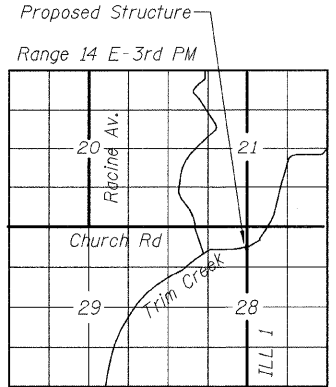 Proposed Structure
Range 14 E-3rd PM
20
Racine Av.
21
Church Rd
Trim Creek
29
28
ILL 1